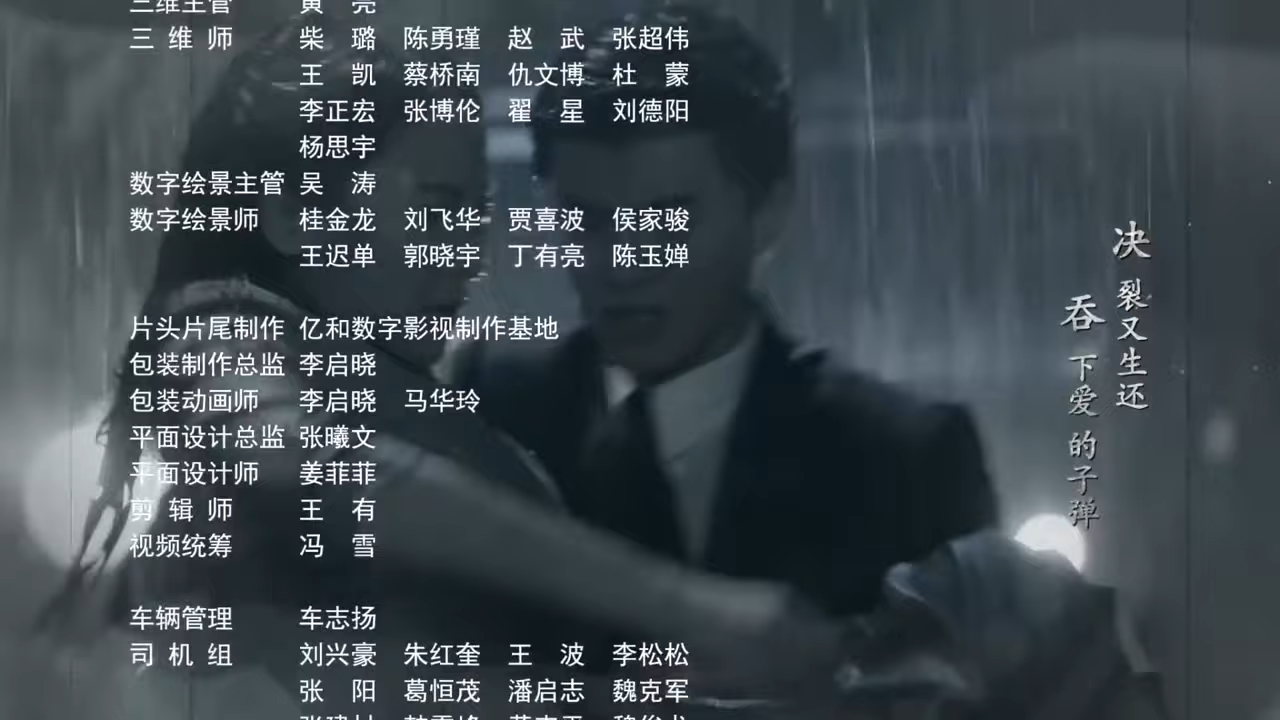 三维主管 黄 亮
三 维 师 柴 璐 陈勇瑾 赵 武 张超伟
王 凯 蔡桥南 仇文博 杜 蒙
李正宏 张博伦 翟 星 刘德阳
杨思宇
数字绘景主管 吴 涛
数字绘景师 桂金龙 刘飞华 贾喜波 侯家骏
王迟单 郭晓宇 丁有亮 陈玉婵
片头片尾制作 亿和数字影视制作基地
包装制作总监 李启晓
包装动画师 李启晓 马华玲
平面设计总监 张曦文
平面设计师 姜菲菲
剪 辑 师 王 有
视频统筹 冯 雪
车辆管理 车志扬
司 机 组 刘兴豪 朱红奎 王 波 李松松
张 阳 葛恒茂 潘启志 魏克军
决裂又生还
吞下爱的子弹